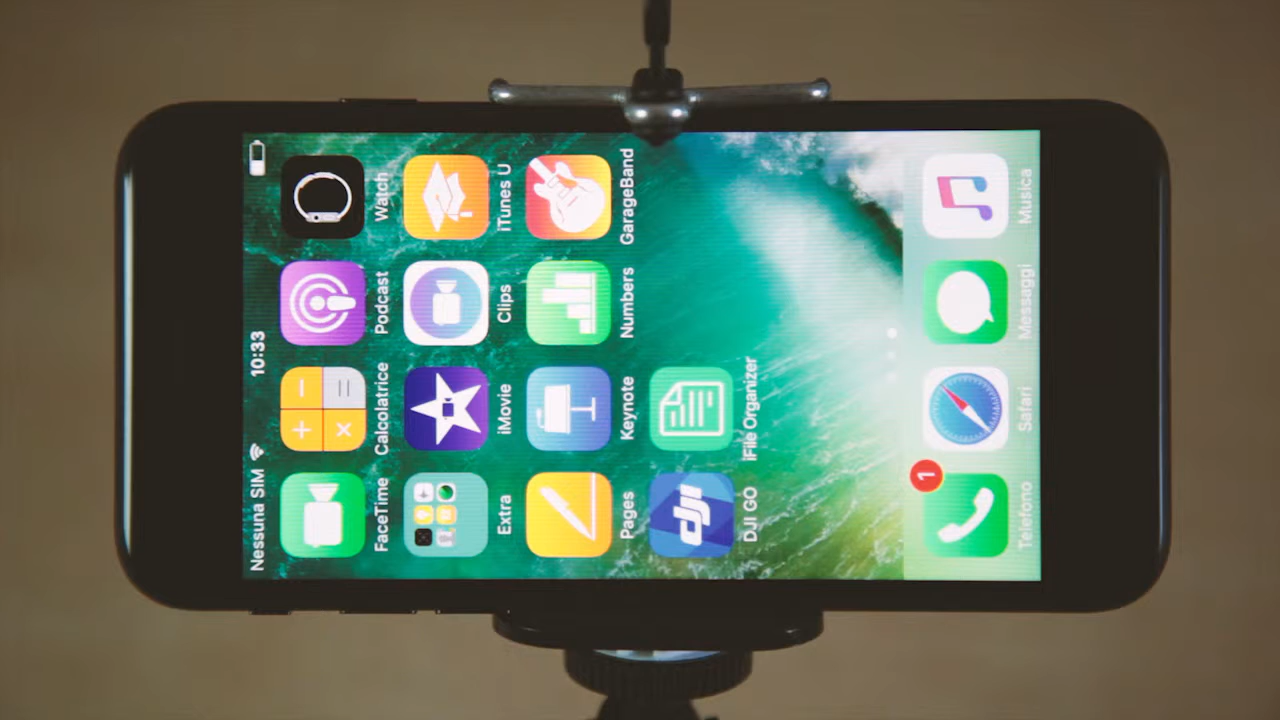 Nessuna SIM 10:33
FaceTime Calcolatrice Podcast Watch
Extra iMovie Clips iTunes U
Pages Keynote Numbers GarageBand
dji
DJI GO iFile Organizer
1
Telefono Safari Messaggi Musica